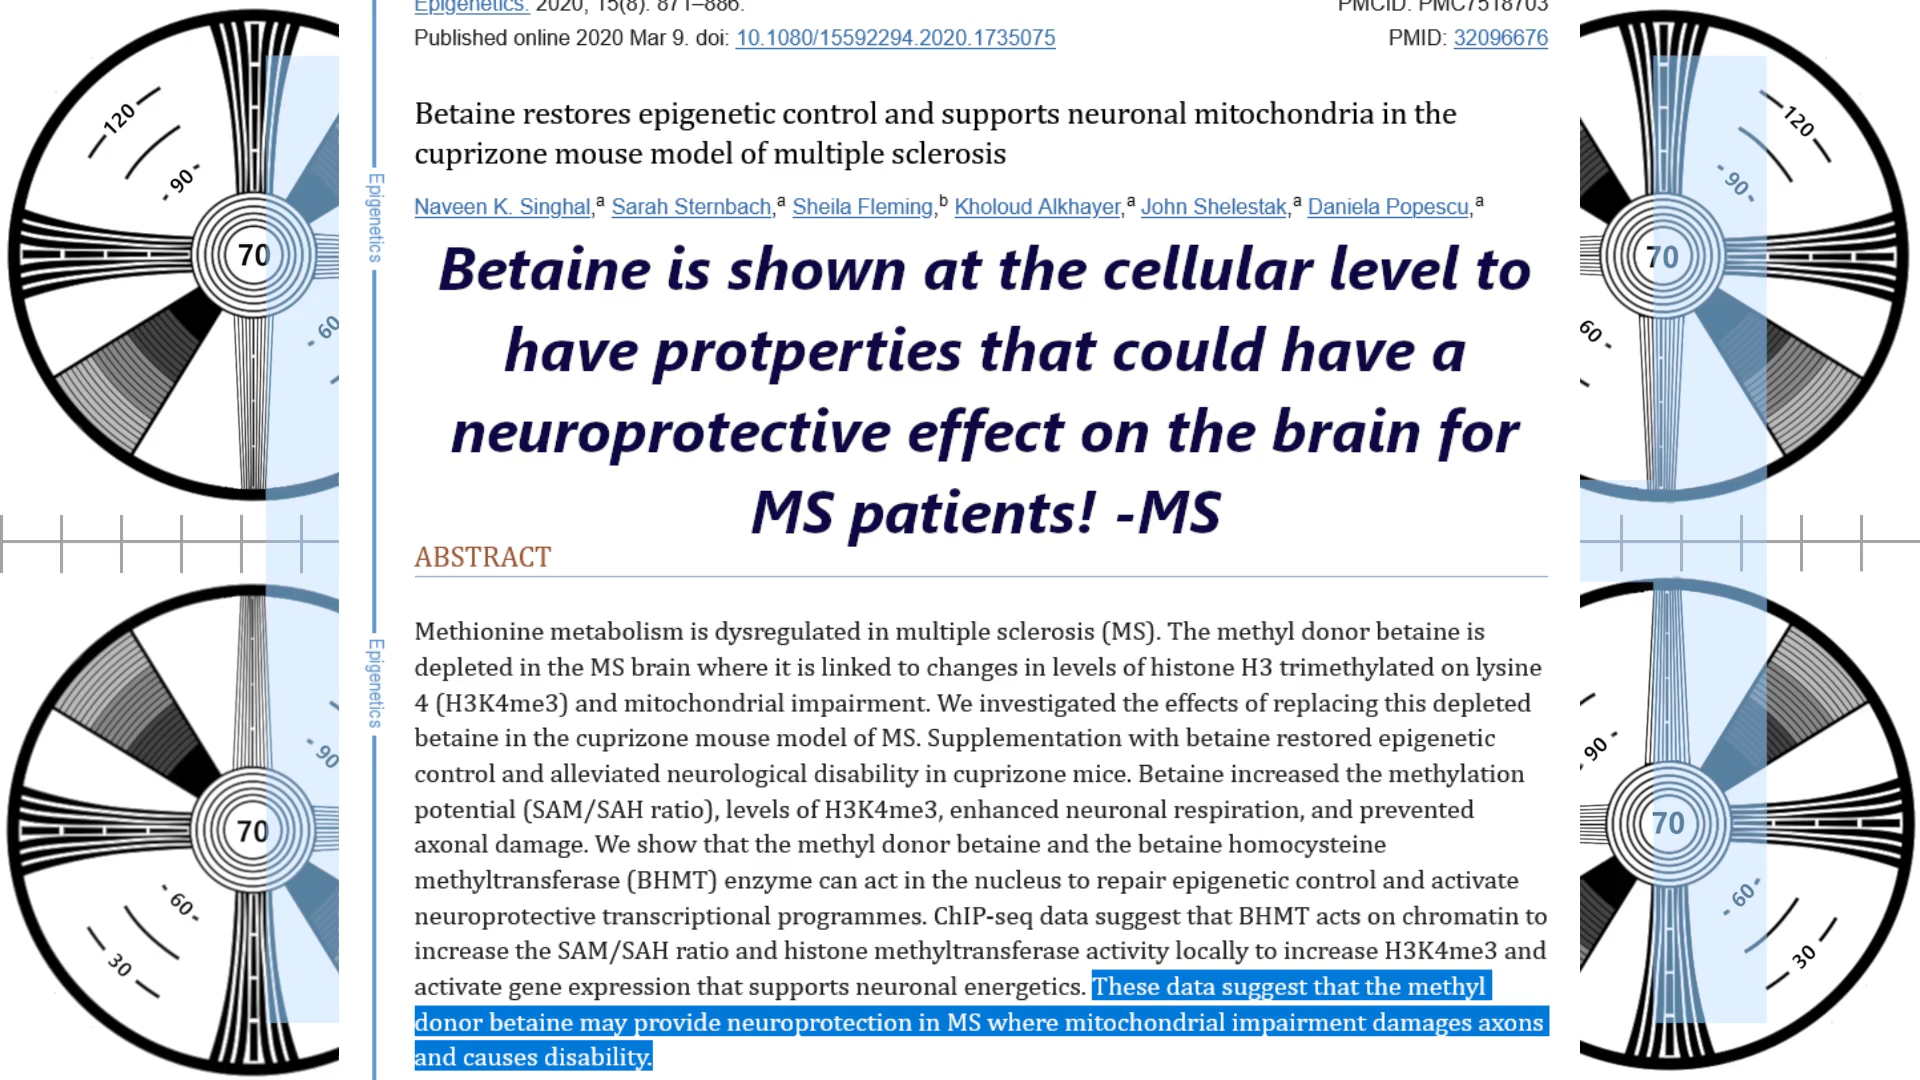 Epigenetics. 2020; 15(8): 871–886.
PMCID: PMC7518703
Published online 2020 Mar 9. doi: 10.1080/15592294.2020.1735075
PMID: 32096676
Betaine restores epigenetic control and supports neuronal mitochondria in the
cuprizone mouse model of multiple sclerosis
Naveen K. Singhal,a Sarah Sternbach,a Sheila Fleming,b Kholoud Alkhayer,a John Shelestak,a Daniela Popescu,a
Betaine is shown at the cellular level to
have protperties that could have a
neuroprotective effect on the brain for
MS patients! -MS
ABSTRACT
Methionine metabolism is dysregulated in multiple sclerosis (MS). The methyl donor betaine is
depleted in the MS brain where it is linked to changes in levels of histone H3 trimethylated on lysine
4 (H3K4me3) and mitochondrial impairment. We investigated the effects of replacing this depleted
betaine in the cuprizone mouse model of MS. Supplementation with betaine restored epigenetic
control and alleviated neurological disability in cuprizone mice. Betaine increased the methylation
potential (SAM/SAH ratio), levels of H3K4me3, enhanced neuronal respiration, and prevented
axonal damage. We show that the methyl donor betaine and the betaine homocysteine
methyltransferase (BHMT) enzyme can act in the nucleus to repair epigenetic control and activate
neuroprotective transcriptional programmes. ChIP-seq data suggest that BHMT acts on chromatin to
increase the SAM/SAH ratio and histone methyltransferase activity locally to increase H3K4me3 and
activate gene expression that supports neuronal energetics. These data suggest that the methyl
donor betaine may provide neuroprotection in MS where mitochondrial impairment damages axons
and causes disability.
Epigenetics
Epigenetics
120
- 90 -
70
- 60
120
- 90 -
70
60 -
- 90
70
- 60 -
30
- 90 -
70
- 60 -
30